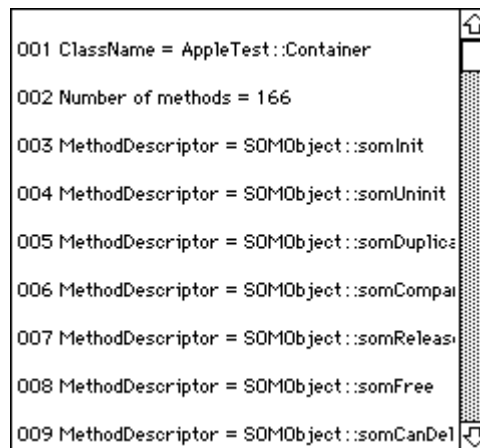 001 ClassName = AppleTest::Container
002 Number of methods = 166
003 MethodDescriptor = SOMObject::somInit
004 MethodDescriptor = SOMObject::somUninit
005 MethodDescriptor = SOMObject::somDuplica
006 MethodDescriptor = SOMObject::somCompar
007 MethodDescriptor = SOMObject::somRelease
008 MethodDescriptor = SOMObject::somFree
009 MethodDescriptor = SOMObject::somCanDel